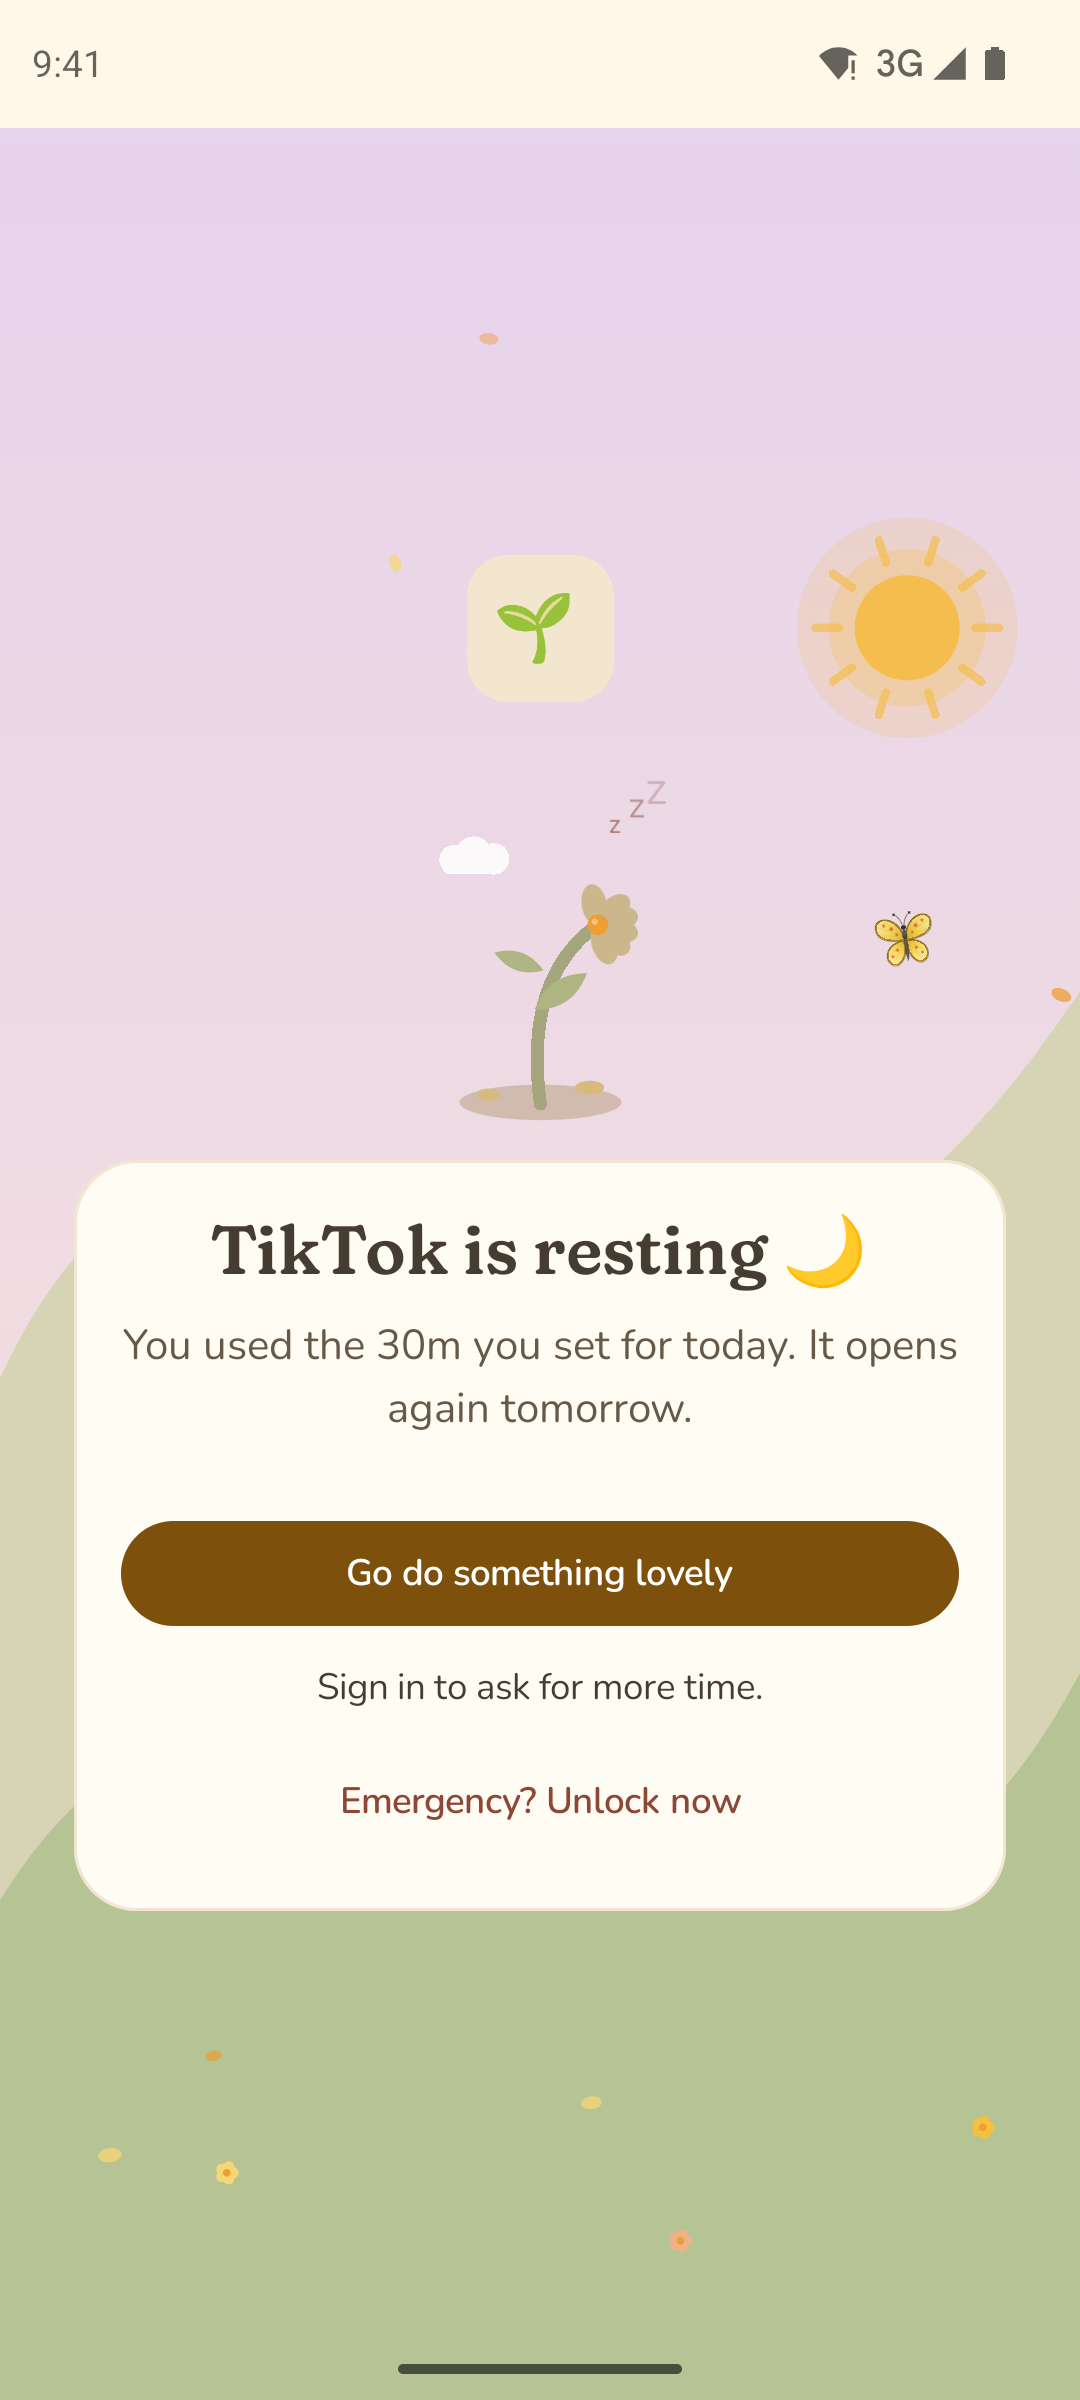 9:41
3G
z z Z
TikTok is resting 🌙
You used the 30m you set for today. It opens
again tomorrow.
Go do something lovely
Sign in to ask for more time.
Emergency? Unlock now